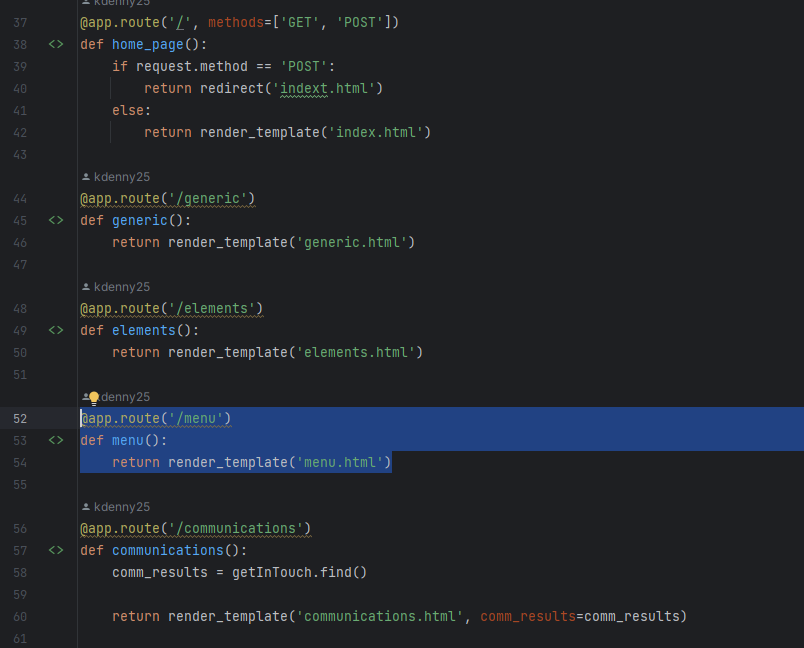 kdenny25
37 @app.route('/', methods=['GET', 'POST'])
38 <> def home_page():
39 if request.method == 'POST':
40 return redirect('indext.html')
41 else:
42 return render_template('index.html')
43
kdenny25
44 @app.route('/generic')
45 <> def generic():
46 return render_template('generic.html')
47
kdenny25
48 @app.route('/elements')
49 <> def elements():
50 return render_template('elements.html')
51
kdenny25
52 @app.route('/menu')
53 <> def menu():
54 return render_template('menu.html')
55
kdenny25
56 @app.route('/communications')
57 <> def communications():
58 comm_results = getInTouch.find()
59
60 return render_template('communications.html', comm_results=comm_results)
61